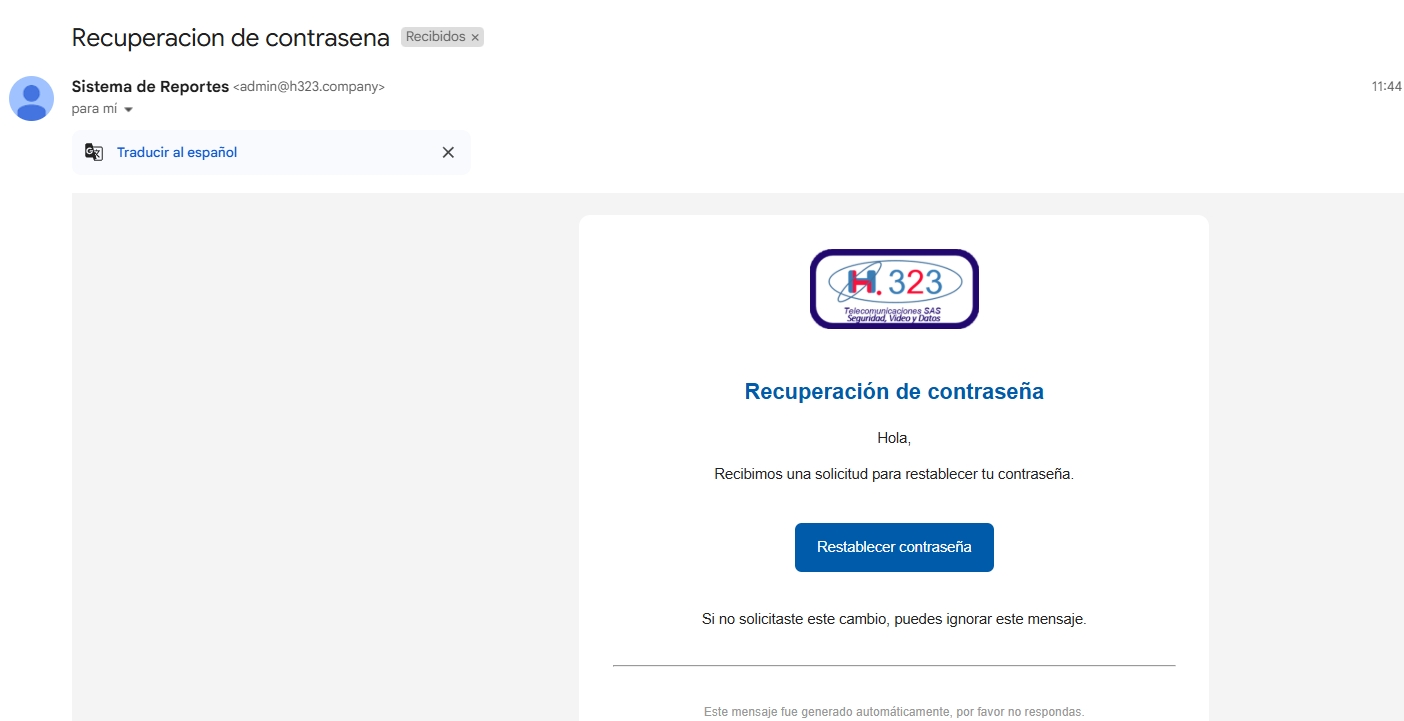 Recuperacion de contrasena Recibidos ×
Sistema de Reportes <admin@h323.company> 11:44
para mí
Traducir al español
H. 323
Telecomunicaciones SAS
Seguridad, Video y Datos
Recuperación de contraseña
Hola,
Recibimos una solicitud para restablecer tu contraseña.
Restablecer contraseña
Si no solicitaste este cambio, puedes ignorar este mensaje.
Este mensaje fue generado automáticamente, por favor no respondas.